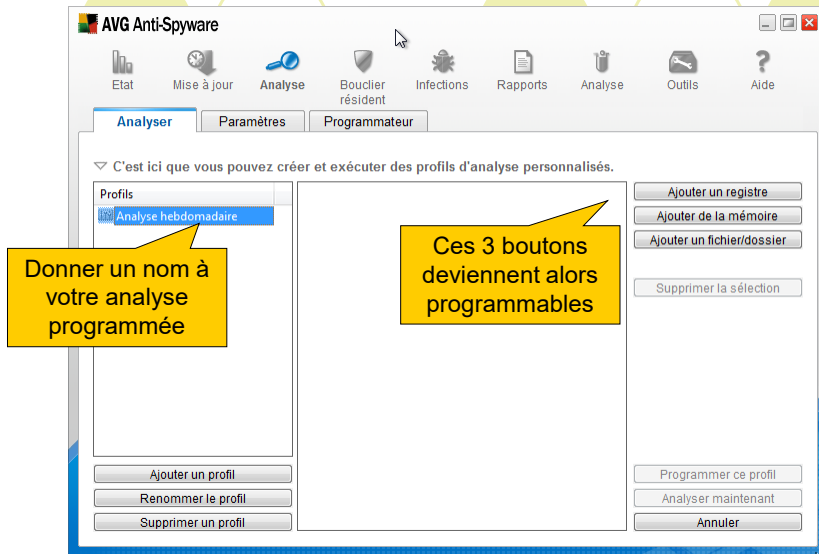 AVG Anti-Spyware
Etat
Mise à jour
Analyse
Bouclier
résident
Infections
Rapports
Analyse
Outils
Aide
Analyser
Paramètres
Programmateur
C'est ici que vous pouvez créer et exécuter des profils d'analyse personnalisés.
Profils
Analyse hebdomadaire
Donner un nom à
votre analyse
programmée
Ces 3 boutons
deviennent alors
programmables
Ajouter un registre
Ajouter de la mémoire
Ajouter un fichier/dossier
Supprimer la sélection
Ajouter un profil
Renommer le profil
Supprimer un profil
Programmer ce profil
Analyser maintenant
Annuler